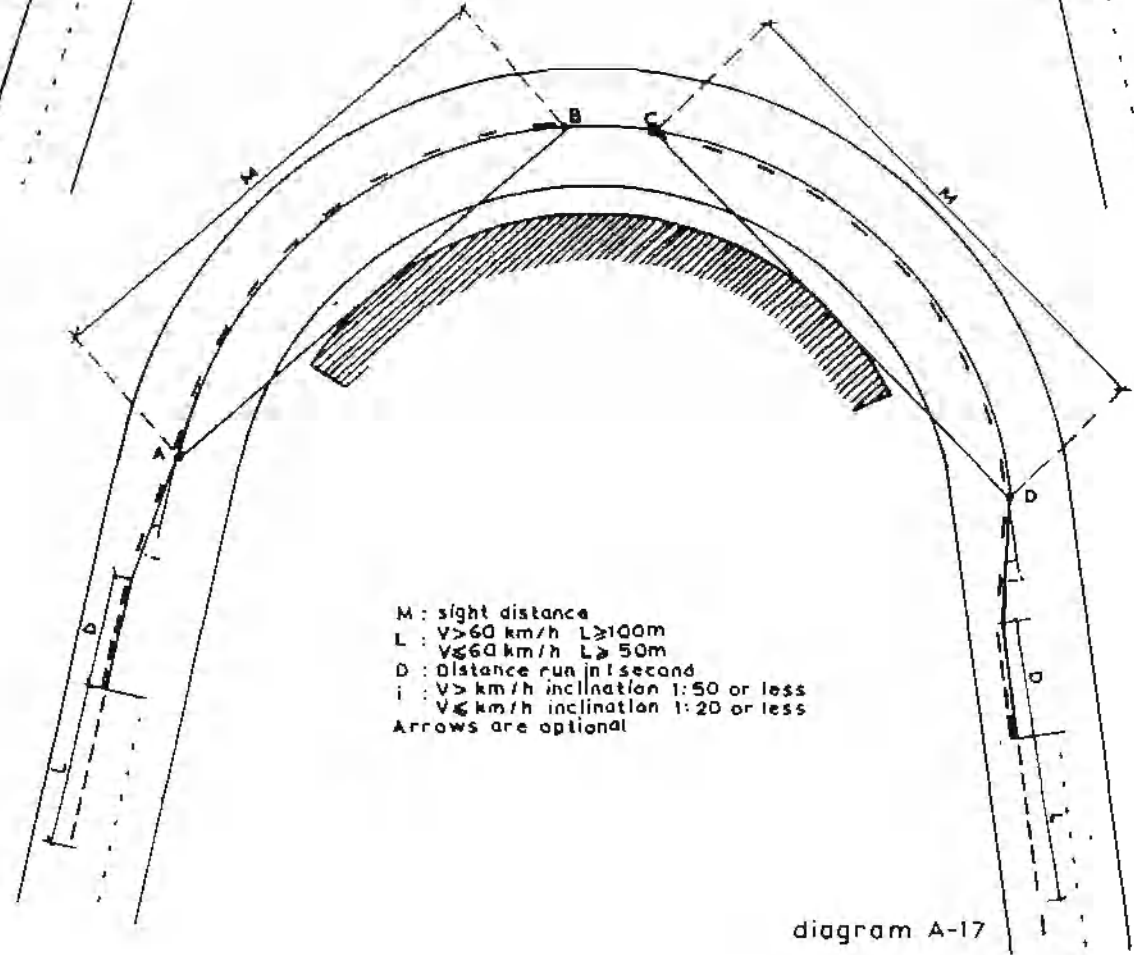 B
C
M
M
A
D
D
D
L
L
i
M : sight distance
L : V>60 km/h L≥100m
V≤60 km/h L≥ 50m
D : Distance run in 1 second
i : V> km/h inclination 1:50 or less
V≤ km/h inclination 1:20 or less
Arrows are optional
diagram A-17